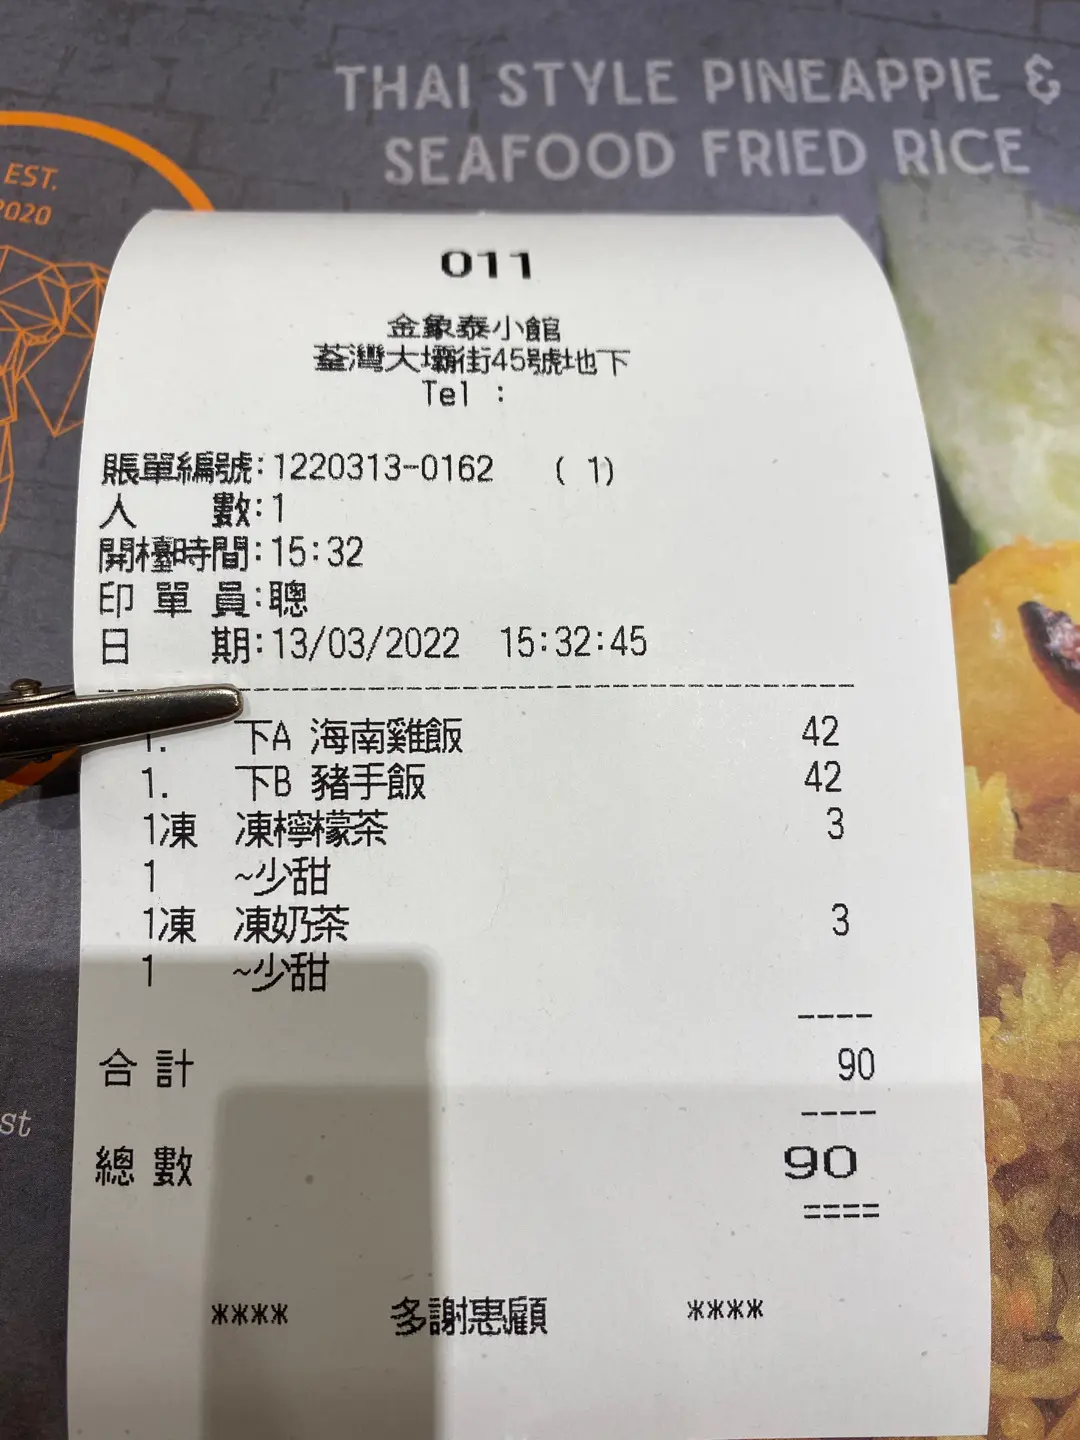 THAI STYLE PINEAPPIE &
SEAFOOD FRIED RICE
EST.
2020
011
金象泰小館
荃灣大壩街45號地下
Tel :
賬單編號:1220313-0162 ( 1)
人 數:1
開檯時間:15:32
印 單 員:聰
日 期:13/03/2022 15:32:45
1. 下A 海南雞飯 42
1. 下B 豬手飯 42
1凍 凍檸檬茶 3
1 ~少甜
1凍 凍奶茶 3
1 ~少甜
----
合 計 90
----
st
總 數 90
====
**** 多謝惠顧 ****